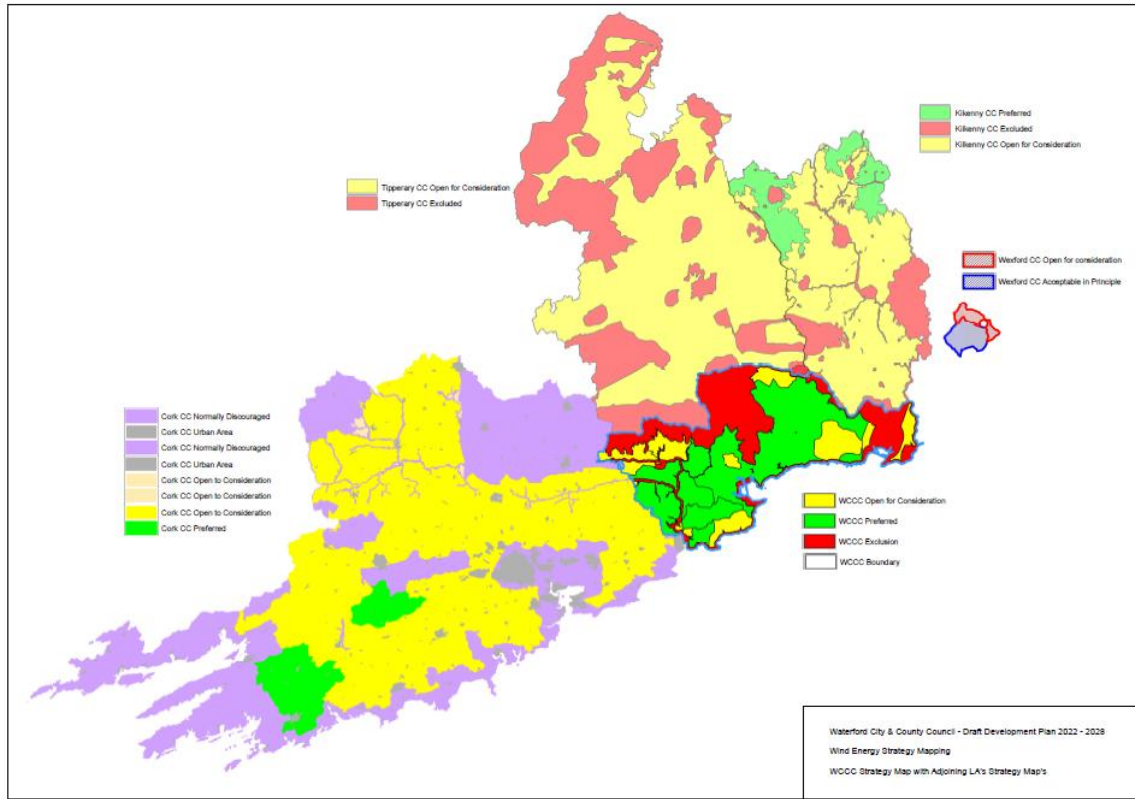 Kilkenny CC Preferred
Kilkenny CC Excluded
Kilkenny CC Open for Consideration
Tipperary CC Open for Consideration
Tipperary CC Excluded
Wexford CC Open for consideration
Wexford CC Acceptable in Principle
Cork CC Normally Discouraged
Cork CC Urban Area
Cork CC Normally Discouraged
Cork CC Urban Area
Cork CC Open to Consideration
Cork CC Open to Consideration
Cork CC Open to Consideration
Cork CC Preferred
WCCC Open for Consideration
WCCC Preferred
WCCC Exclusion
WCCC Boundary
Waterford City & County Council - Draft Development Plan 2022 - 2028
Wind Energy Strategy Mapping
WCCC Strategy Map with Adjoining LA's Strategy Map's